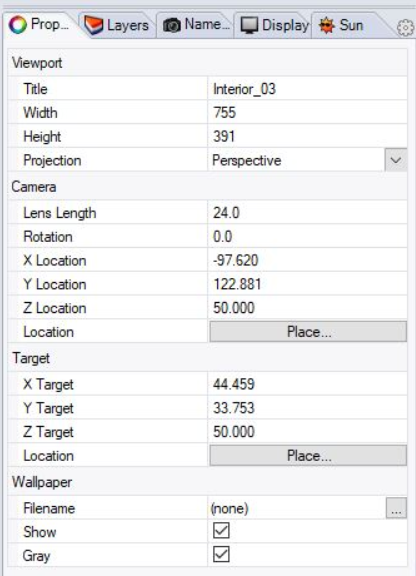 Prop... Layers Name... Display Sun
Viewport
Title Interior_03
Width 755
Height 391
Projection Perspective
Camera
Lens Length 24.0
Rotation 0.0
X Location -97.620
Y Location 122.881
Z Location 50.000
Location Place...
Target
X Target 44.459
Y Target 33.753
Z Target 50.000
Location Place...
Wallpaper
Filename (none) ...
Show
Gray